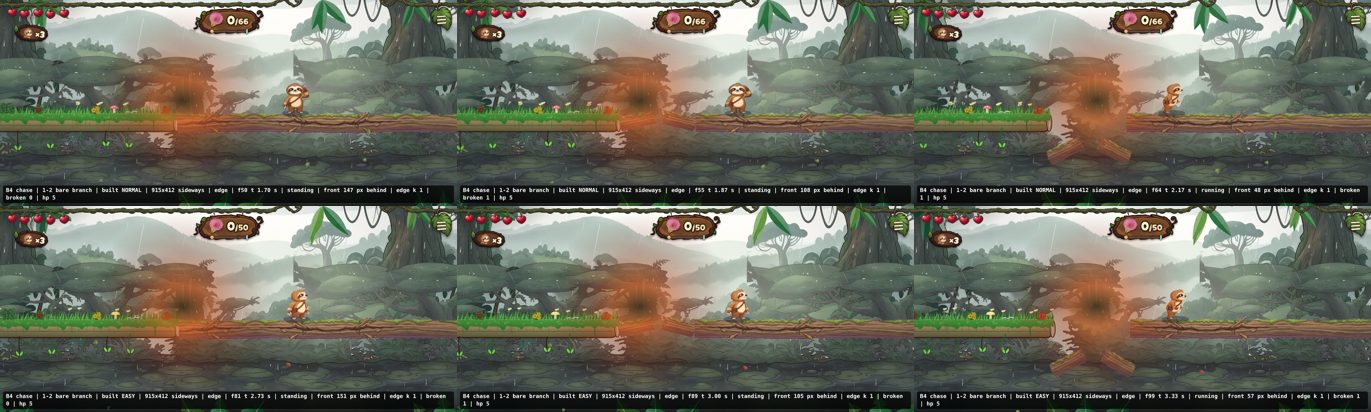 ×3
0/66
×3
0/66
×3
0/66
B4 chase | 1-2 bare branch | built NORMAL | 915x412 sideways | edge | f50 t 1.70 s | standing | front 147 px behind | edge k 1 |
broken 0 | hp 5
B4 chase | 1-2 bare branch | built NORMAL | 915x412 sideways | edge | f55 t 1.87 s | standing | front 108 px behind | edge k 1 |
broken 1 | hp 5
B4 chase | 1-2 bare branch | built NORMAL | 915x412 sideways | edge | f64 t 2.17 s | running | front 48 px behind | edge k 1 | broken
1 | hp 5
×3
0/50
×3
0/50
×3
0/50
B4 chase | 1-2 bare branch | built EASY | 915x412 sideways | edge | f81 t 2.73 s | standing | front 151 px behind | edge k 1 | broken
0 | hp 5
B4 chase | 1-2 bare branch | built EASY | 915x412 sideways | edge | f89 t 3.00 s | standing | front 105 px behind | edge k 1 | broken
1 | hp 5
B4 chase | 1-2 bare branch | built EASY | 915x412 sideways | edge | f99 t 3.33 s | running | front 57 px behind | edge k 1 | broken 1
| hp 5